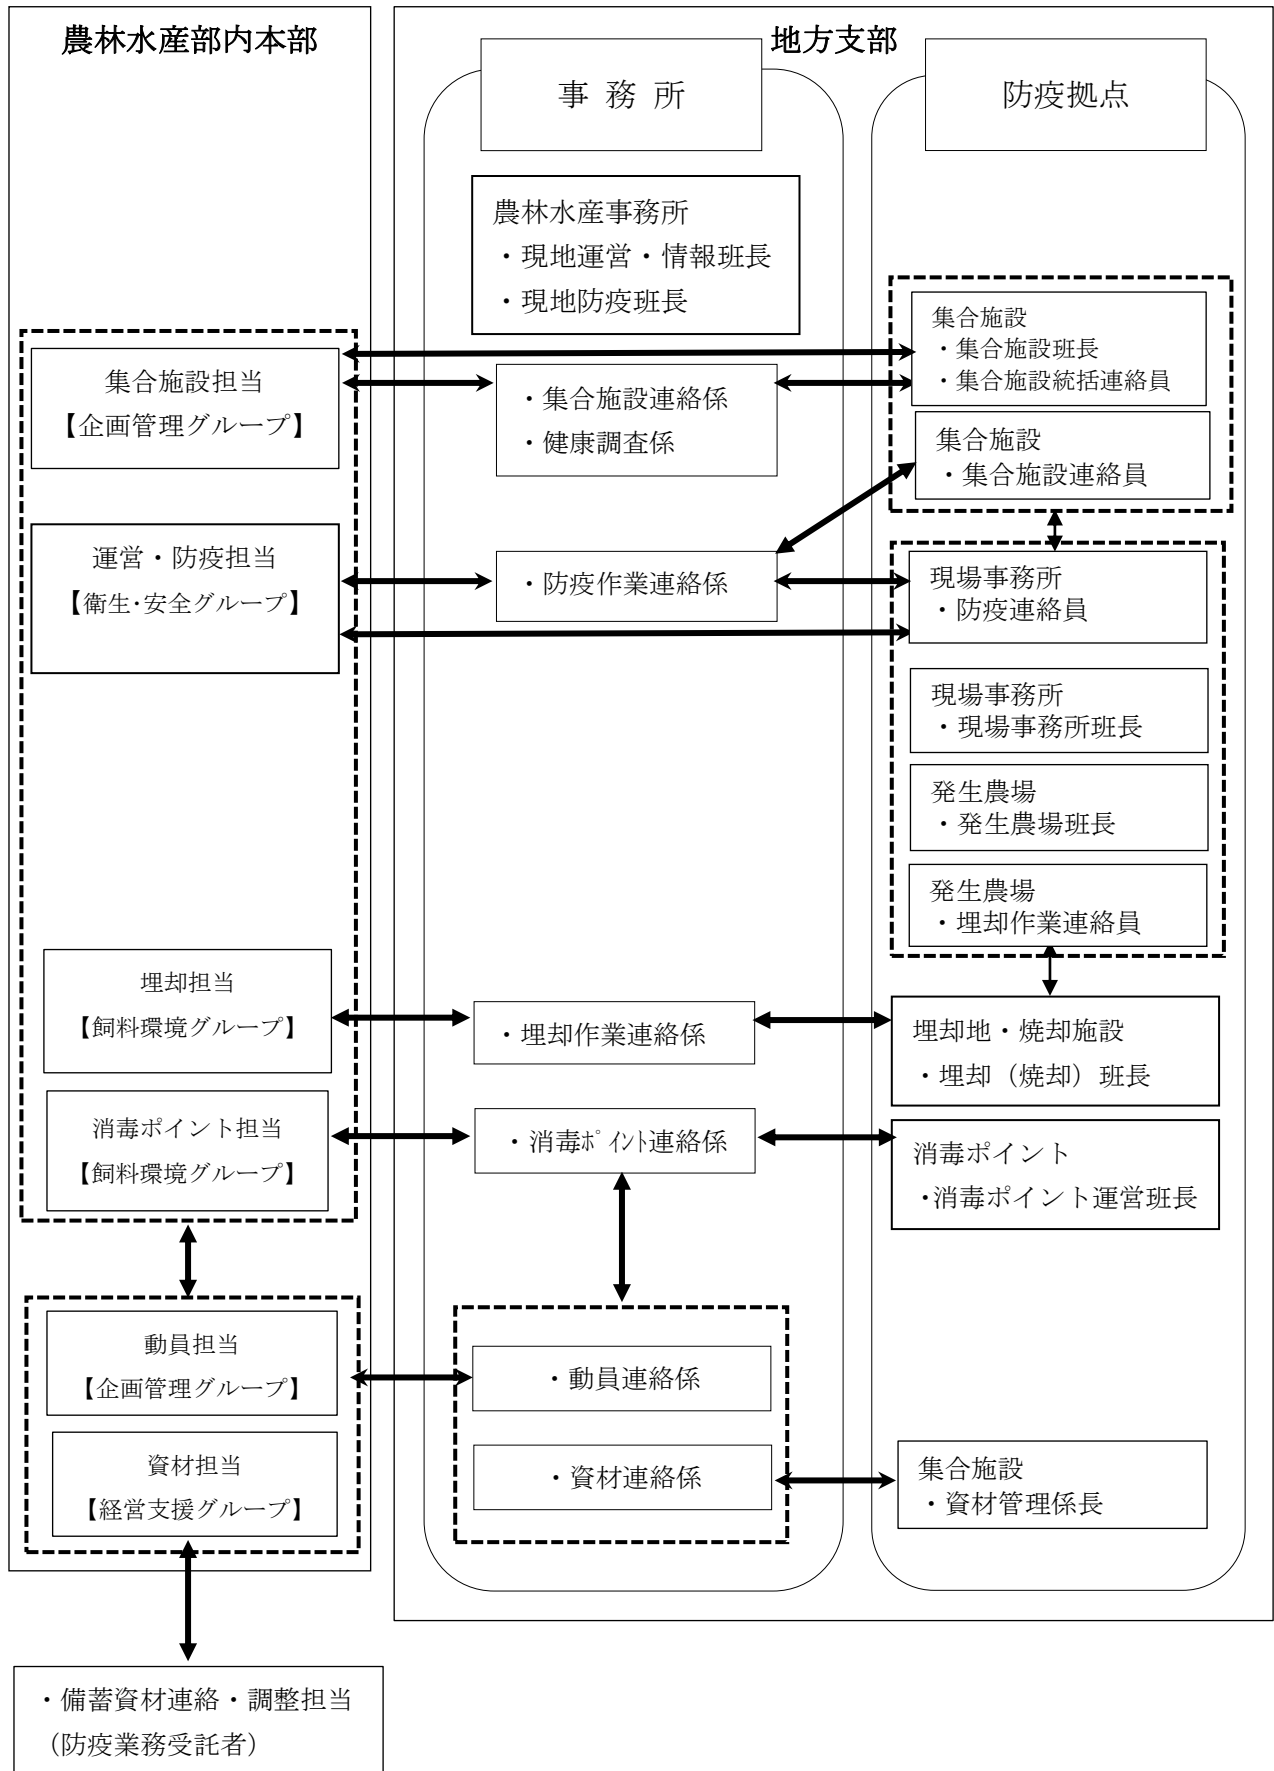 農林水産部内本部
集合施設担当
【企画管理グループ】
運営・防疫担当
【衛生・安全グループ】
埋却担当
【飼料環境グループ】
消毒ポイント担当
【飼料環境グループ】
動員担当
【企画管理グループ】
資材担当
【経営支援グループ】
・備蓄資材連絡・調整担当
（防疫業務受託者）
地方支部
事 務 所
農林水産事務所
・現地運営・情報班長
・現地防疫班長
・集合施設連絡係
・健康調査係
・防疫作業連絡係
・埋却作業連絡係
・消毒ﾎﾟｲﾝﾄ連絡係
・動員連絡係
・資材連絡係
防疫拠点
集合施設
・集合施設班長
・集合施設統括連絡員
集合施設
・集合施設連絡員
現場事務所
・防疫連絡員
現場事務所
・現場事務所班長
発生農場
・発生農場班長
発生農場
・埋却作業連絡員
埋却地・焼却施設
・埋却（焼却）班長
消毒ポイント
・消毒ポイント運営班長
集合施設
・資材管理係長